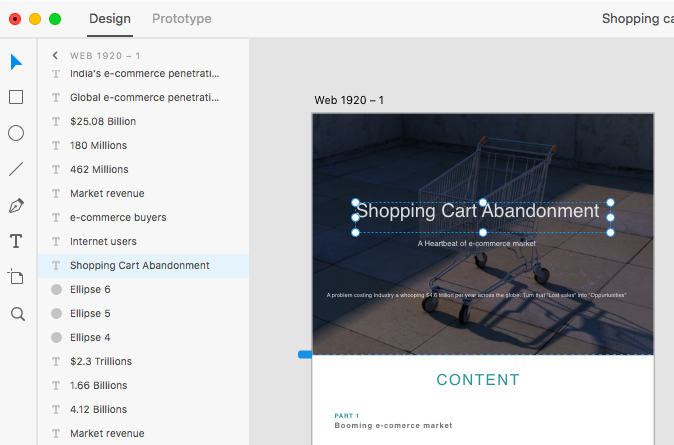 Design
Prototype
Shopping ca
WEB 1920 – 1
India's e-commerce penetrati...
Global e-commerce penetrati...
$25.08 Billion
180 Millions
462 Millions
Market revenue
e-commerce buyers
Internet users
Shopping Cart Abandonment
Ellipse 6
Ellipse 5
Ellipse 4
$2.3 Trillions
1.66 Billions
4.12 Billions
Market revenue
Web 1920 – 1
Shopping Cart Abandonment
A Heartbeat of e-commerce market
A problem costing Industry a whooping $4.6 trillion per year across the globe. Turn that "Lost sales" into "Oppurtunities"
CONTENT
PART 1
Booming e-comerce market